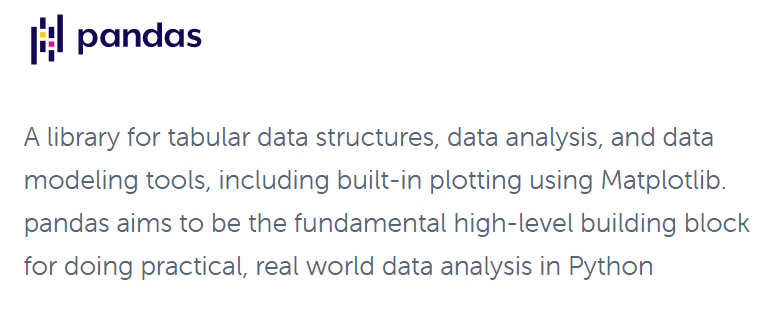 pandas
A library for tabular data structures, data analysis, and data
modeling tools, including built-in plotting using Matplotlib.
pandas aims to be the fundamental high-level building block
for doing practical, real world data analysis in Python